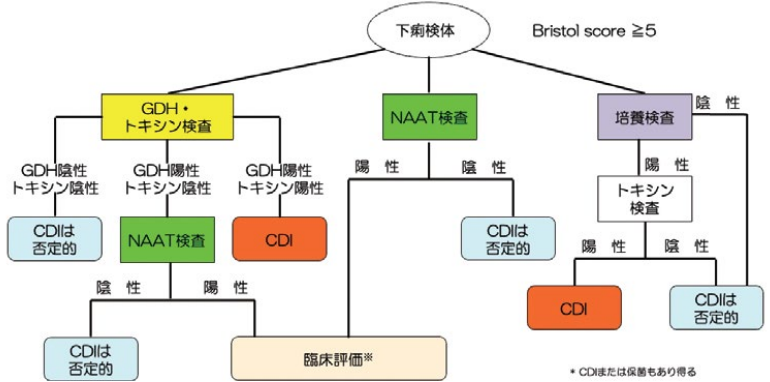 下痢検体
Bristol score ≧5
GDH・
トキシン検査
NAAT検査
培養検査
陰 性
GDH陰性
トキシン陰性
GDH陽性
トキシン陰性
GDH陽性
トキシン陽性
陽 性
陰 性
陽 性
トキシン
検査
CDIは
否定的
NAAT検査
CDI
CDIは
否定的
陽 性
陰 性
陰 性
陽 性
CDI
CDIは
否定的
CDIは
否定的
臨床評価※
* CDIまたは保菌もあり得る